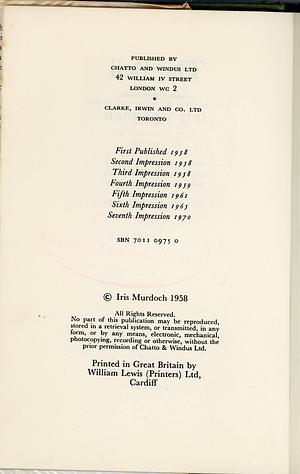 PUBLISHED BY
CHATTO AND WINDUS LTD
42 WILLIAM IV STREET
LONDON WC 2
*
CLARKE, IRWIN AND CO. LTD
TORONTO
First Published 1958
Second Impression 1958
Third Impression 1958
Fourth Impression 1959
Fifth Impression 1961
Sixth Impression 1965
Seventh Impression 1970
SBN 7011 0975 0
© Iris Murdoch 1958
All Rights Reserved.
No part of this publication may be reproduced,
stored in a retrieval system, or transmitted, in any
form, or by any means, electronic, mechanical,
photocopying, recording or otherwise, without the
prior permission of Chatto & Windus Ltd.
Printed in Great Britain by
William Lewis (Printers) Ltd,
Cardiff